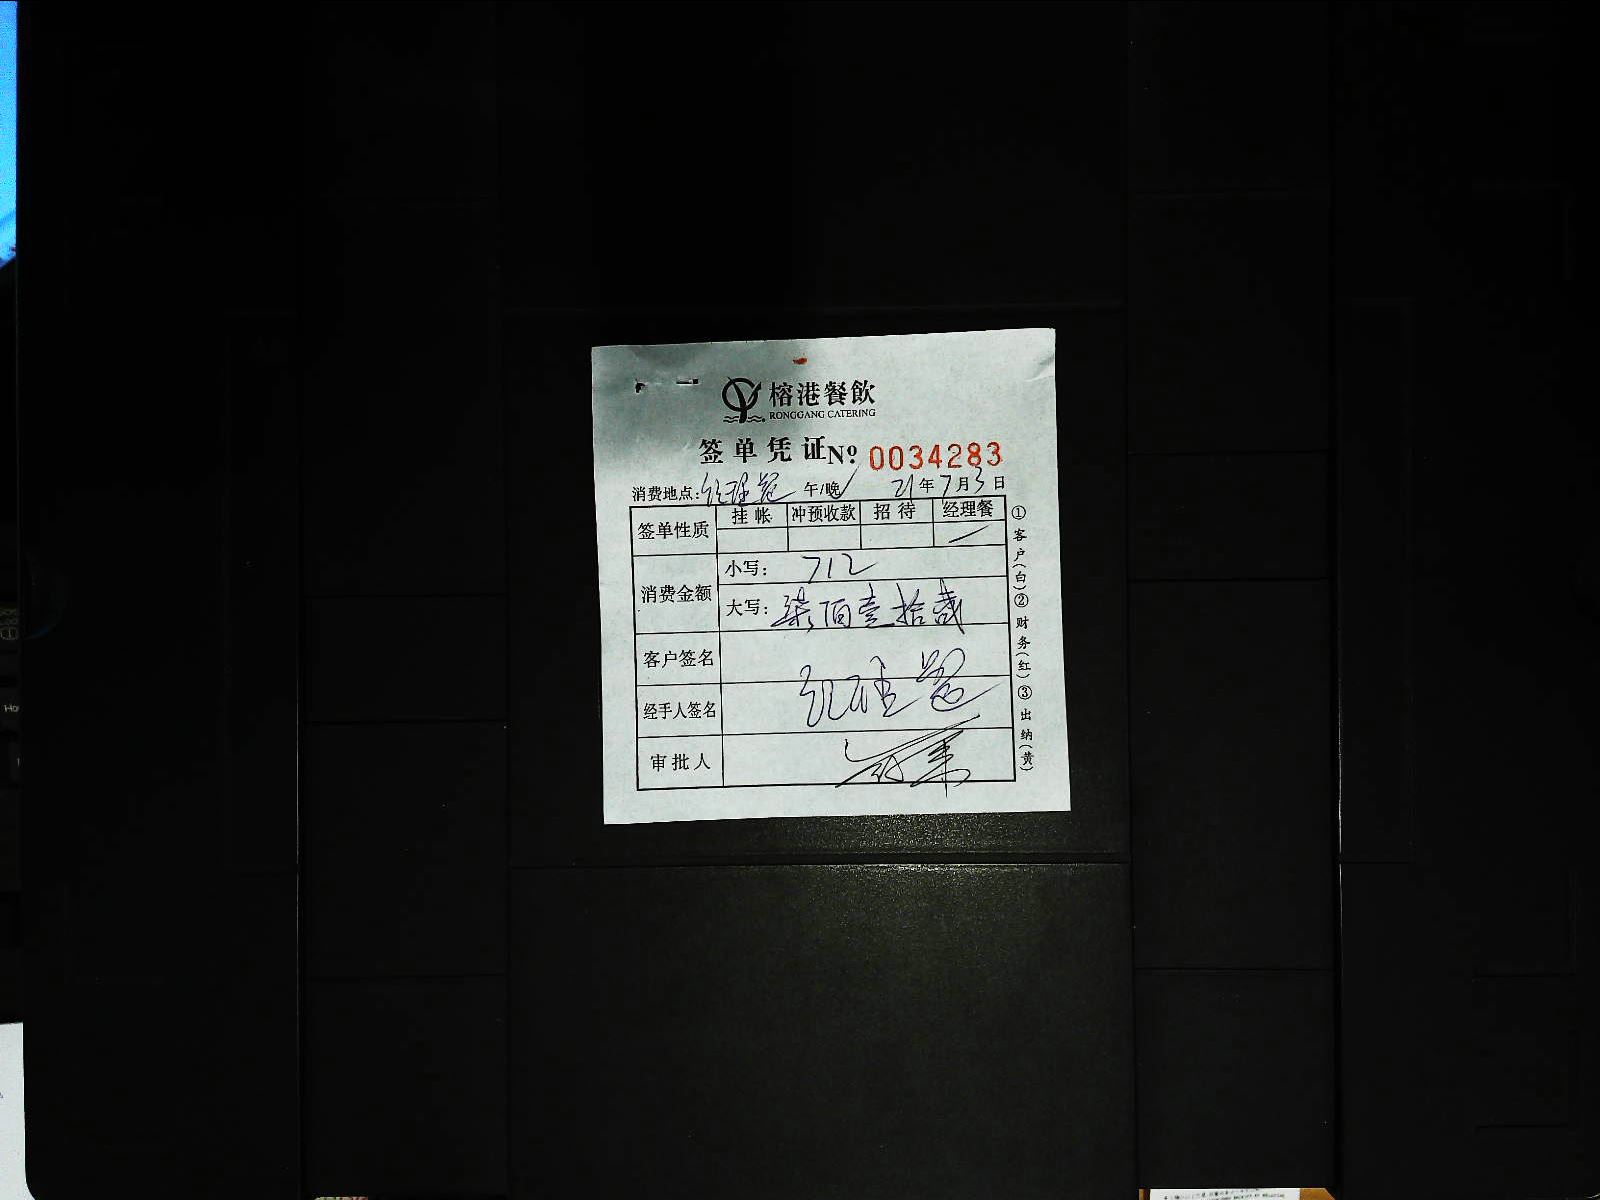 榕港餐飲
RONGGANG CATERING
签单凭证 Nº 0034283
消费地点: 经理餐 午/晚✓ 21年7月3日
签单性质 挂帐 冲预收款 招待 经理餐
消费金额 小写: 712
大写: 柒佰壹拾贰
客户签名
经手人签名
审批人
①客户(白)②财务(红)③出纳(黄)